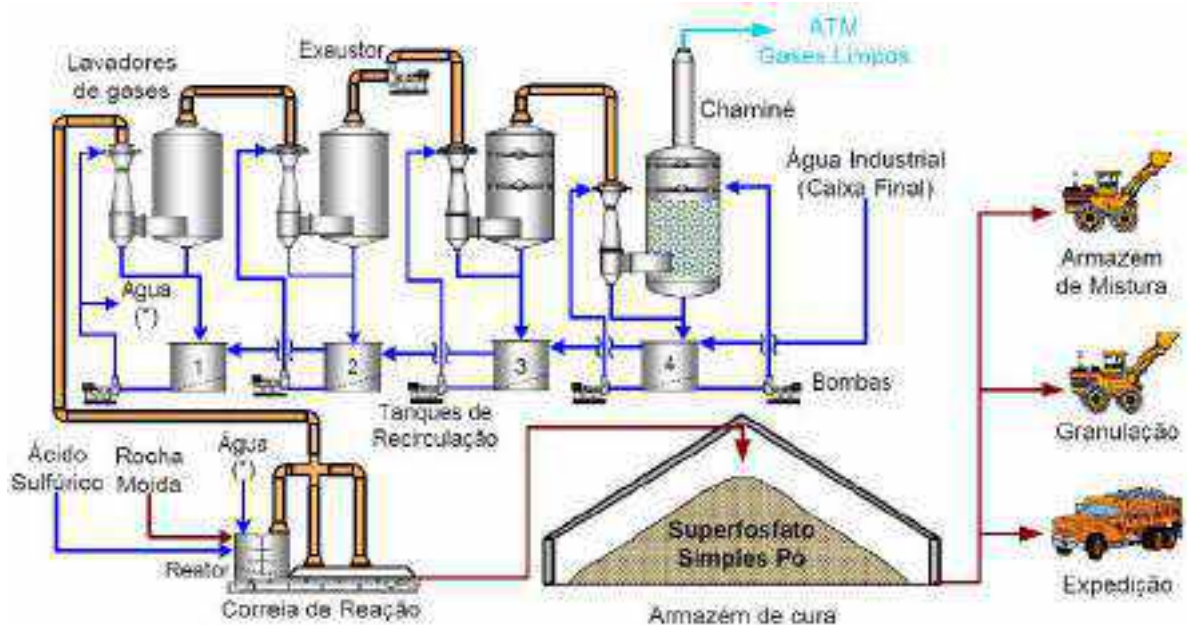 ATM
Gases Limpos
Exaustor
Lavadores
de gases
Chaminé
Água Industrial
(Caixa Final)
Armazém
de Mistura
Água
(*)
1
2
3
4
Bombas
Tanques de
Recirculação
Granulação
Ácido
Sulfúrico
Rocha
Moída
Água
(*)
Superfosfato
Simples Pó
Reator
Correia de Reação
Armazém de cura
Expedição